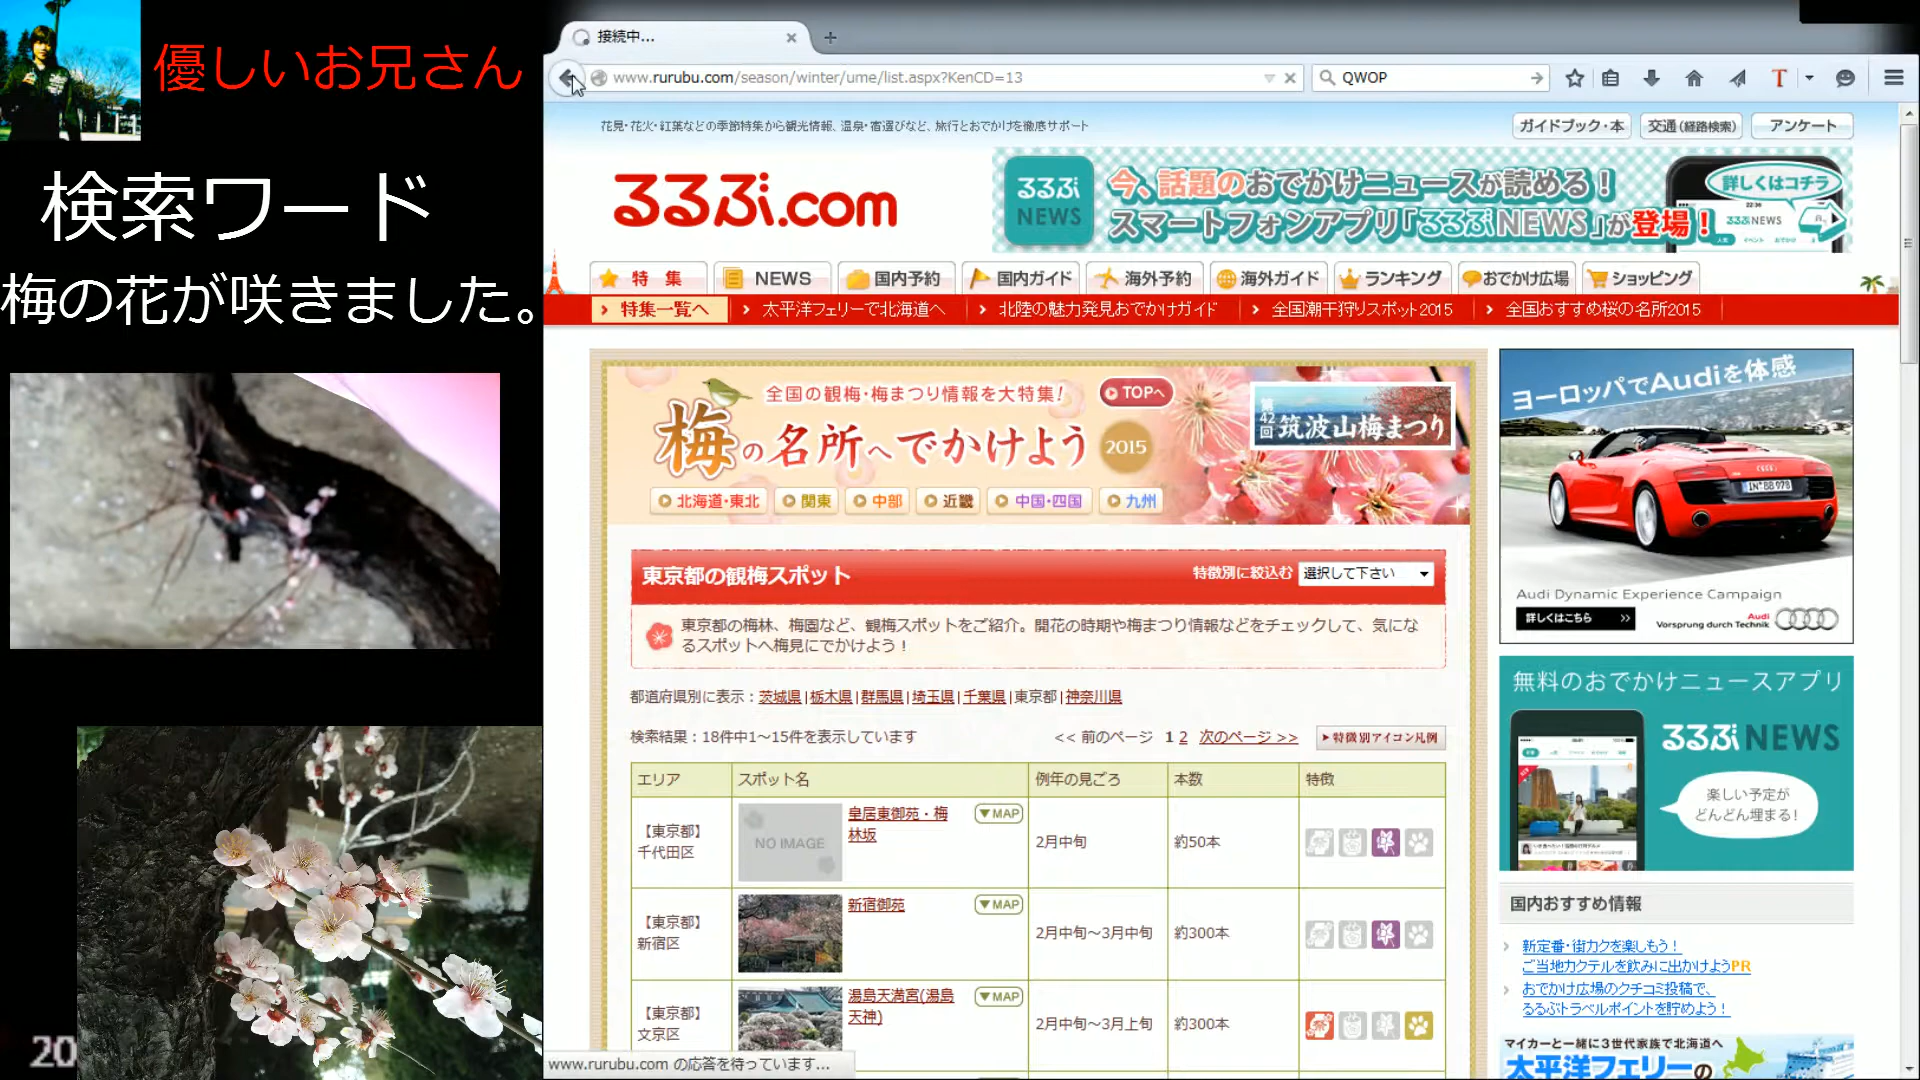 優しいお兄さん
検索ワード
梅の花が咲きました。
20
接続中...
www.rurubu.com/season/winter/ume/list.aspx?KenCD=13
QWOP
花見・花火・紅葉などの季節特集から観光情報、温泉・宿選びなど、旅行とおでかけを徹底サポート
ガイドブック・本
交通(経路検索)
アンケート
るるぶ.com
るるぶ
NEWS
今、話題のおでかけニュースが読める!
スマートフォンアプリ「るるぶNEWS」が登場!
詳しくはコチラ
るるぶNEWS
特 集
NEWS
国内予約
国内ガイド
海外予約
海外ガイド
ランキング
おでかけ広場
ショッピング
特集一覧へ
太平洋フェリーで北海道へ
北陸の魅力発見おでかけガイド
全国潮干狩りスポット2015
全国おすすめ桜の名所2015
全国の観梅・梅まつり情報を大特集!
TOPへ
梅の名所へでかけよう
2015
第42回
筑波山梅まつり
北海道・東北
関東
中部
近畿
中国・四国
九州
東京都の観梅スポット
特徴別に絞込む
選択して下さい
東京都の梅林、梅園など、観梅スポットをご紹介。開花の時期や梅まつり情報などをチェックして、気にな
るスポットへ梅見にでかけよう!
都道府県別に表示:茨城県|栃木県|群馬県|埼玉県|千葉県|東京都|神奈川県
検索結果:18件中1~15件を表示しています
<< 前のページ 1 2 次のページ >>
特徴別アイコン凡例
エリア
スポット名
例年の見ごろ
本数
特徴
【東京都】
千代田区
NO IMAGE
皇居東御苑・梅
林坂
▼MAP
2月中旬
約50本
【東京都】
新宿区
新宿御苑
▼MAP
2月中旬~3月中旬
約300本
【東京都】
文京区
湯島天満宮(湯島
天神)
▼MAP
2月中旬~3月上旬
約300本
www.rurubu.com の応答を待っています...
ヨーロッパでAudiを体感
IN BB 978
Audi Dynamic Experience Campaign
詳しくはこちら >>
Audi
Vorsprung durch Technik
無料のおでかけニュースアプリ
るるぶNEWS
楽しい予定が
どんどん埋まる!
国内おすすめ情報
新定番・街カクを楽しもう!
ご当地カクテルを飲みに出かけようPR
おでかけ広場のクチコミ投稿で、
るるぶトラベルポイントを貯めよう!
マイカーと一緒に3世代家族で北海道へ
太平洋フェリーの